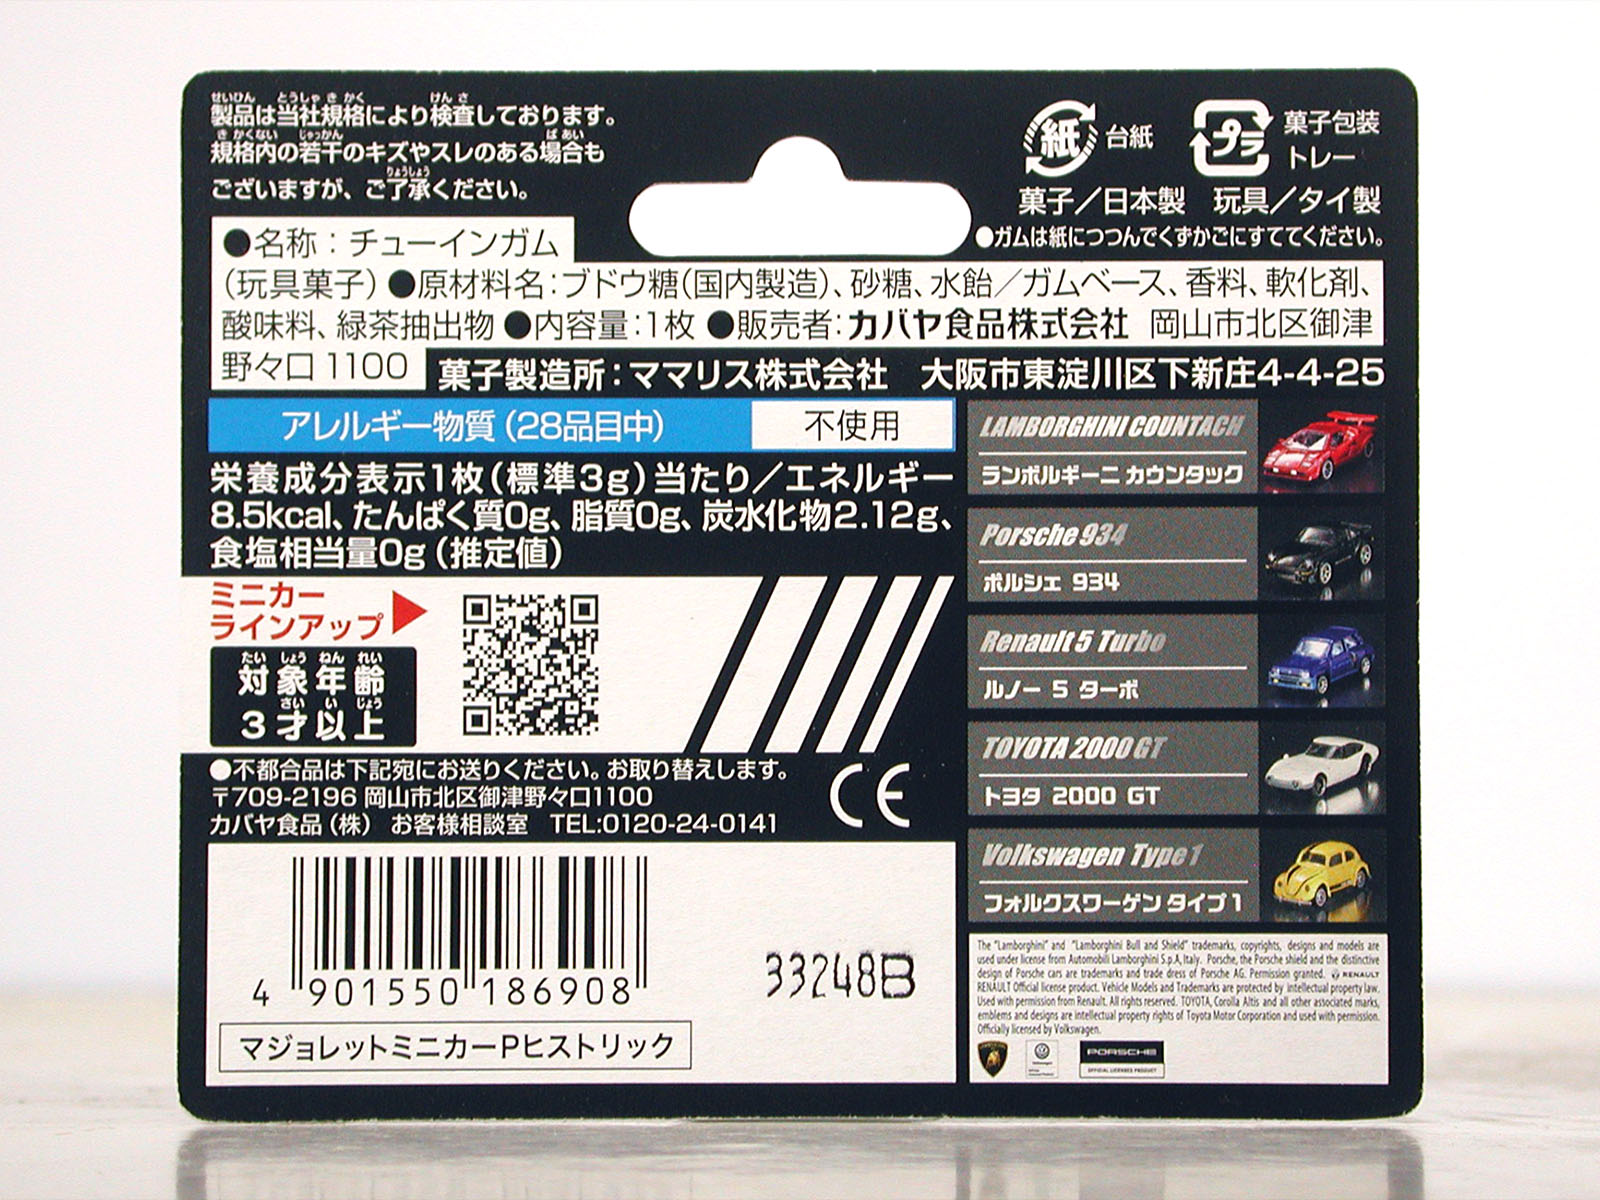 製品は当社規格により検査しております。
規格内の若干のキズやスレのある場合も
ございますが、ご了承ください。
紙 台紙
プラ 菓子包装
トレー
菓子／日本製 玩具／タイ製
●ガムは紙につつんでくずかごにすててください。
●名称：チューインガム
（玩具菓子）●原材料名：ブドウ糖（国内製造）、砂糖、水飴／ガムベース、香料、軟化剤、
酸味料、緑茶抽出物 ●内容量：1枚 ●販売者：カバヤ食品株式会社 岡山市北区御津
野々口1100
菓子製造所：ママリス株式会社 大阪市東淀川区下新庄4-4-25
アレルギー物質（28品目中） 不使用
栄養成分表示1枚（標準3g）当たり／エネルギー
8.5kcal、たんぱく質0g、脂質0g、炭水化物2.12g、
食塩相当量0g（推定値）
ミニカー
ラインアップ
対象年齢
3才以上
●不都合品は下記宛にお送りください。お取り替えします。
〒709-2196 岡山市北区御津野々口1100
カバヤ食品（株） お客様相談室 TEL:0120-24-0141
CE
4 901550 186908
33248B
マジョレットミニカーPヒストリック
LAMBORGHINI COUNTACH
ランボルギーニ カウンタック
Porsche 934
ポルシェ 934
Renault 5 Turbo
ルノー 5 ターボ
TOYOTA 2000 GT
トヨタ 2000 GT
Volkswagen Type 1
フォルクスワーゲン タイプ1
The "Lamborghini" and "Lamborghini Bull and Shield" trademarks, copyrights, designs and models are
used under license from Automobili Lamborghini S.p.A, Italy. Porsche, the Porsche shield and the distinctive
design of Porsche cars are trademarks and trade dress of Porsche AG. Permission granted. RENAULT
RENAULT Official license product. Vehicle Models and Trademarks are protected by intellectual property law.
Used with permission from Renault. All rights reserved. TOYOTA, Corolla Altis and all other associated marks,
emblems and designs are intellectual property rights of Toyota Motor Corporation and used with permission.
Officially licensed by Volkswagen.
PORSCHE
OFFICIAL LICENSED PRODUCT